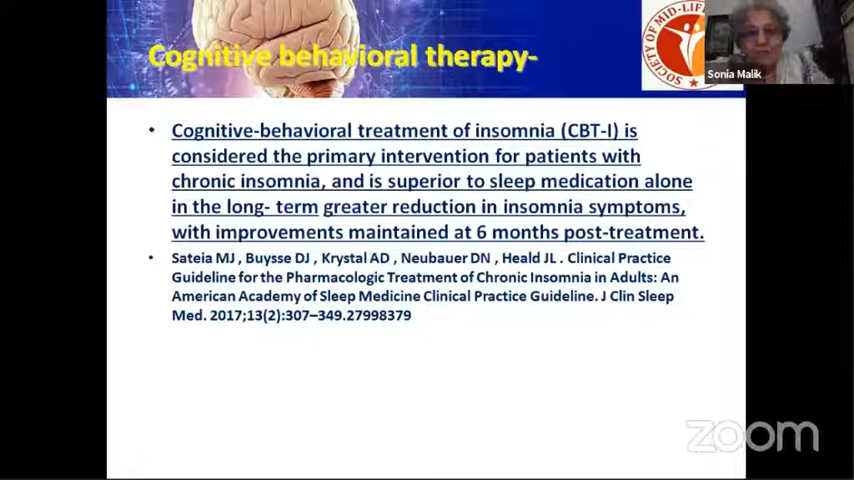 Cognitive behavioral therapy-
SOCIETY OF MID-LIFE
Sonia Malik
• Cognitive-behavioral treatment of insomnia (CBT-I) is
considered the primary intervention for patients with
chronic insomnia, and is superior to sleep medication alone
in the long- term greater reduction in insomnia symptoms,
with improvements maintained at 6 months post-treatment.
• Sateia MJ , Buysse DJ , Krystal AD , Neubauer DN , Heald JL . Clinical Practice
Guideline for the Pharmacologic Treatment of Chronic Insomnia in Adults: An
American Academy of Sleep Medicine Clinical Practice Guideline. J Clin Sleep
Med. 2017;13(2):307–349.27998379
zoom